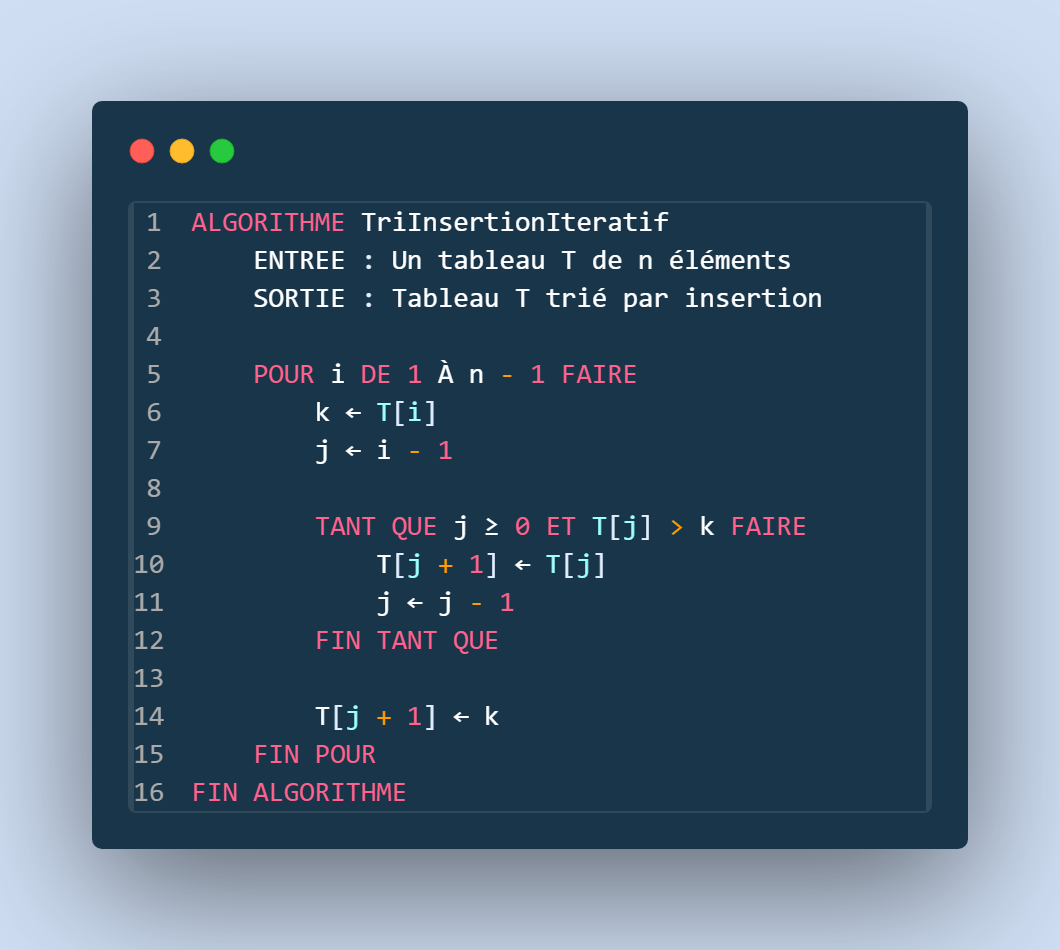 1 ALGORITHME TriInsertionIteratif
2 ENTREE : Un tableau T de n éléments
3 SORTIE : Tableau T trié par insertion
4
5 POUR i DE 1 À n - 1 FAIRE
6 k ← T[i]
7 j ← i - 1
8
9 TANT QUE j ≥ 0 ET T[j] > k FAIRE
10 T[j + 1] ← T[j]
11 j ← j - 1
12 FIN TANT QUE
13
14 T[j + 1] ← k
15 FIN POUR
16 FIN ALGORITHME